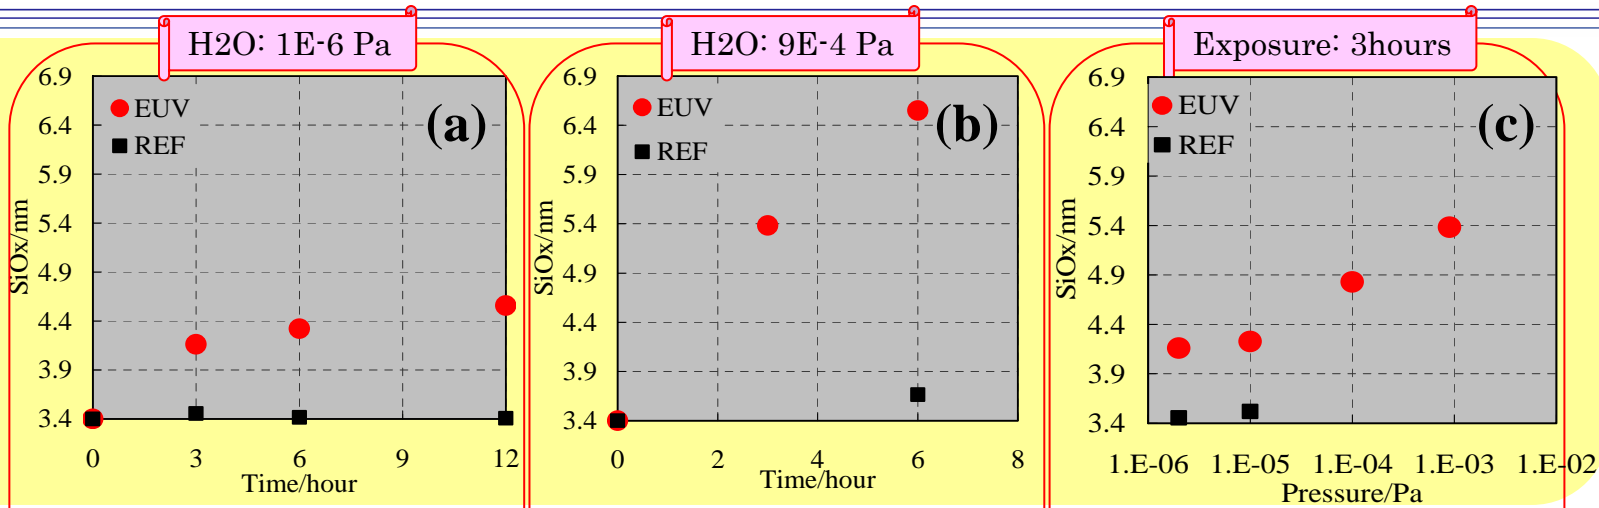 H2O: 1E-6 Pa
6.9
6.4
5.9
5.4
4.9
4.4
3.9
3.4
SiOx/nm
EUV
REF
(a)
0 3 6 9 12
Time/hour
H2O: 9E-4 Pa
6.9
6.4
5.9
5.4
4.9
4.4
3.9
3.4
SiOx/nm
EUV
REF
(b)
0 2 4 6 8
Time/hour
Exposure: 3hours
6.9
6.4
5.9
5.4
4.9
4.4
3.9
3.4
SiOx/nm
EUV
REF
(c)
1.E-06 1.E-05 1.E-04 1.E-03 1.E-02
Pressure/Pa